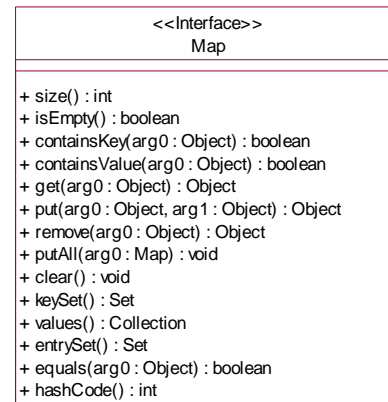 <<Interface>>
Map
+ size() : int
+ isEmpty() : boolean
+ containsKey(arg0 : Object) : boolean
+ containsValue(arg0 : Object) : boolean
+ get(arg0 : Object) : Object
+ put(arg0 : Object, arg1 : Object) : Object
+ remove(arg0 : Object) : Object
+ putAll(arg0 : Map) : void
+ clear() : void
+ keySet() : Set
+ values() : Collection
+ entrySet() : Set
+ equals(arg0 : Object) : boolean
+ hashCode() : int